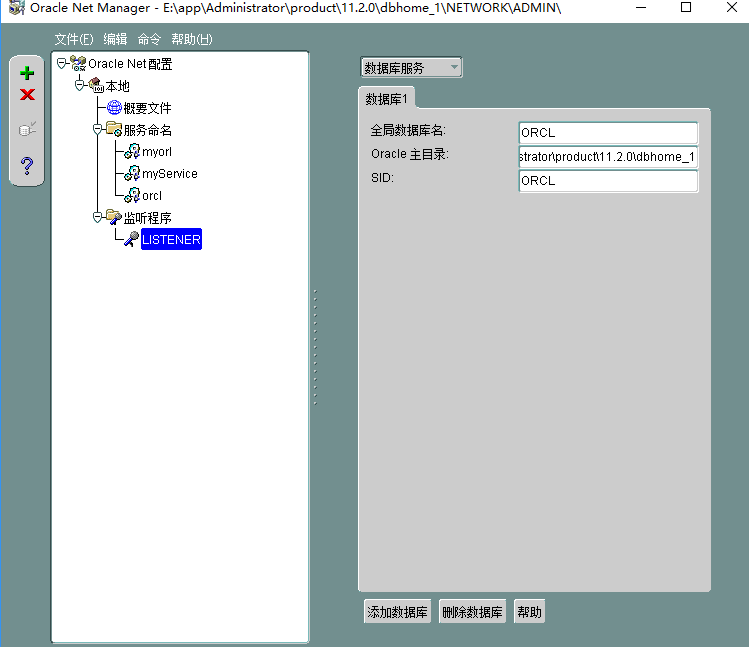 Oracle Net Manager - E:\app\Administrator\product\11.2.0\dbhome_1\NETWORK\ADMIN\
文件(F) 编辑 命令 帮助(H)
Oracle Net 配置
本地
概要文件
服务命名
myorl
myService
orcl
监听程序
LISTENER
数据库服务
数据库1
全局数据库名: ORCL
Oracle 主目录: strator\product\11.2.0\dbhome_1
SID: ORCL
添加数据库 删除数据库 帮助